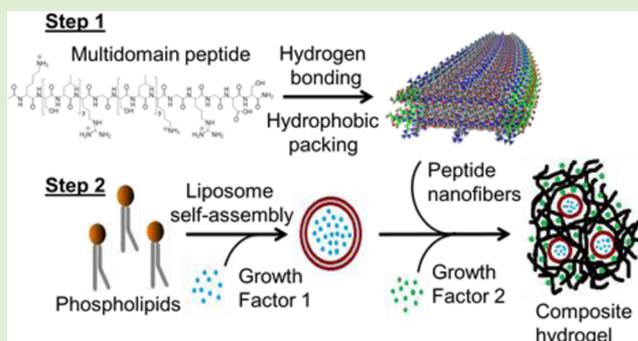 Step 1
Multidomain peptide
Hydrogen
bonding
Hydrophobic
packing
Step 2
Liposome
self-assembly
Peptide
nanofibers
Growth
Factor 1
Growth
Factor 2
Phospholipids
Composite
hydrogel